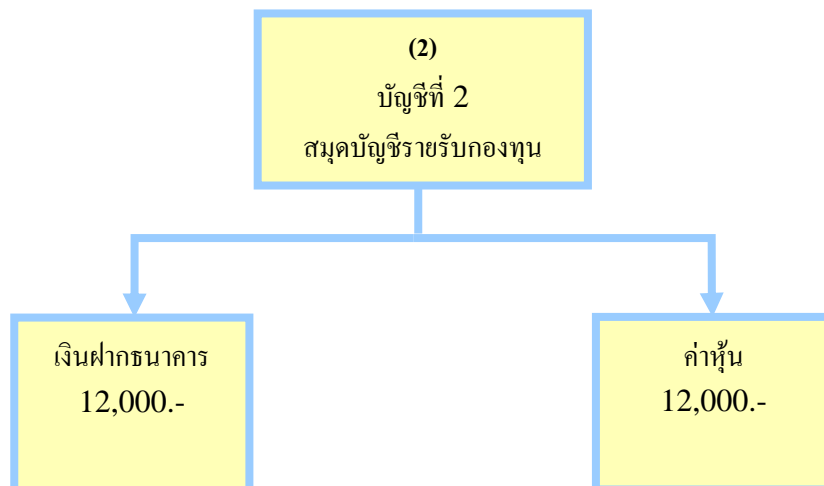 (2)
บัญชีที่ 2
สมุดบัญชีรายรับกองทุน
เงินฝากธนาคาร
12,000.-
ค่าหุ้น
12,000.-